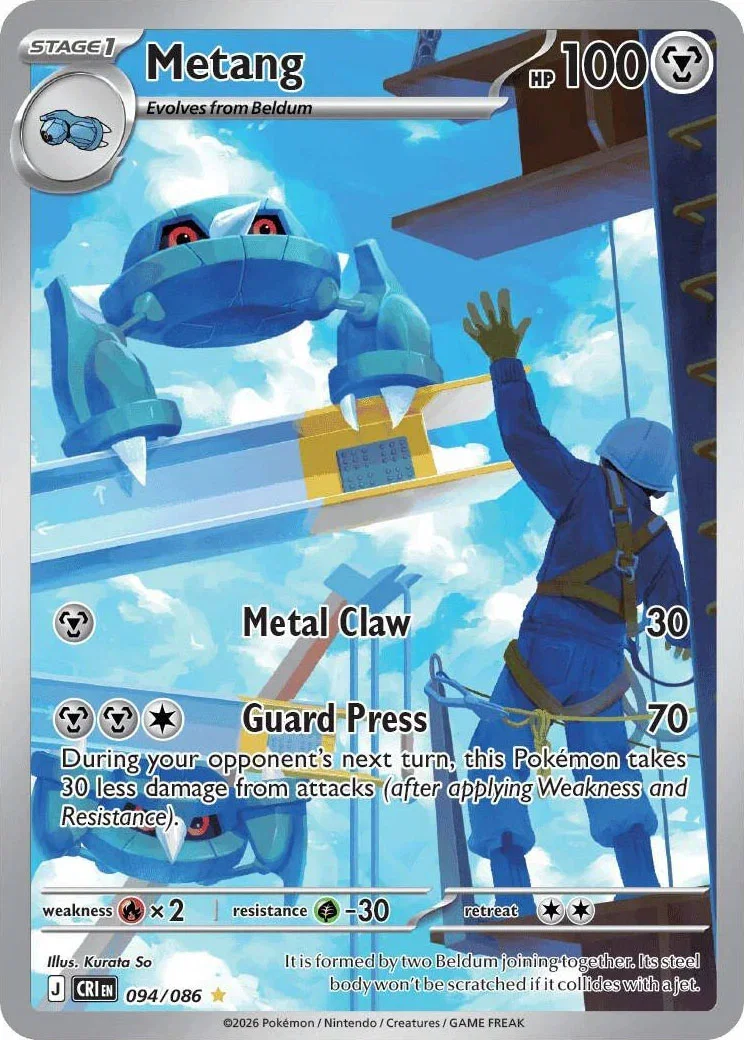 STAGE1
Metang
HP 100
Evolves from Beldum
Metal Claw 30
Guard Press 70
During your opponent's next turn, this Pokémon takes
30 less damage from attacks (after applying Weakness and
Resistance).
weakness ×2 resistance -30 retreat
Illus. Kurata So
It is formed by two Beldum joining together. Its steel
body won't be scratched if it collides with a jet.
J CRI EN 094/086
©2026 Pokémon / Nintendo / Creatures / GAME FREAK